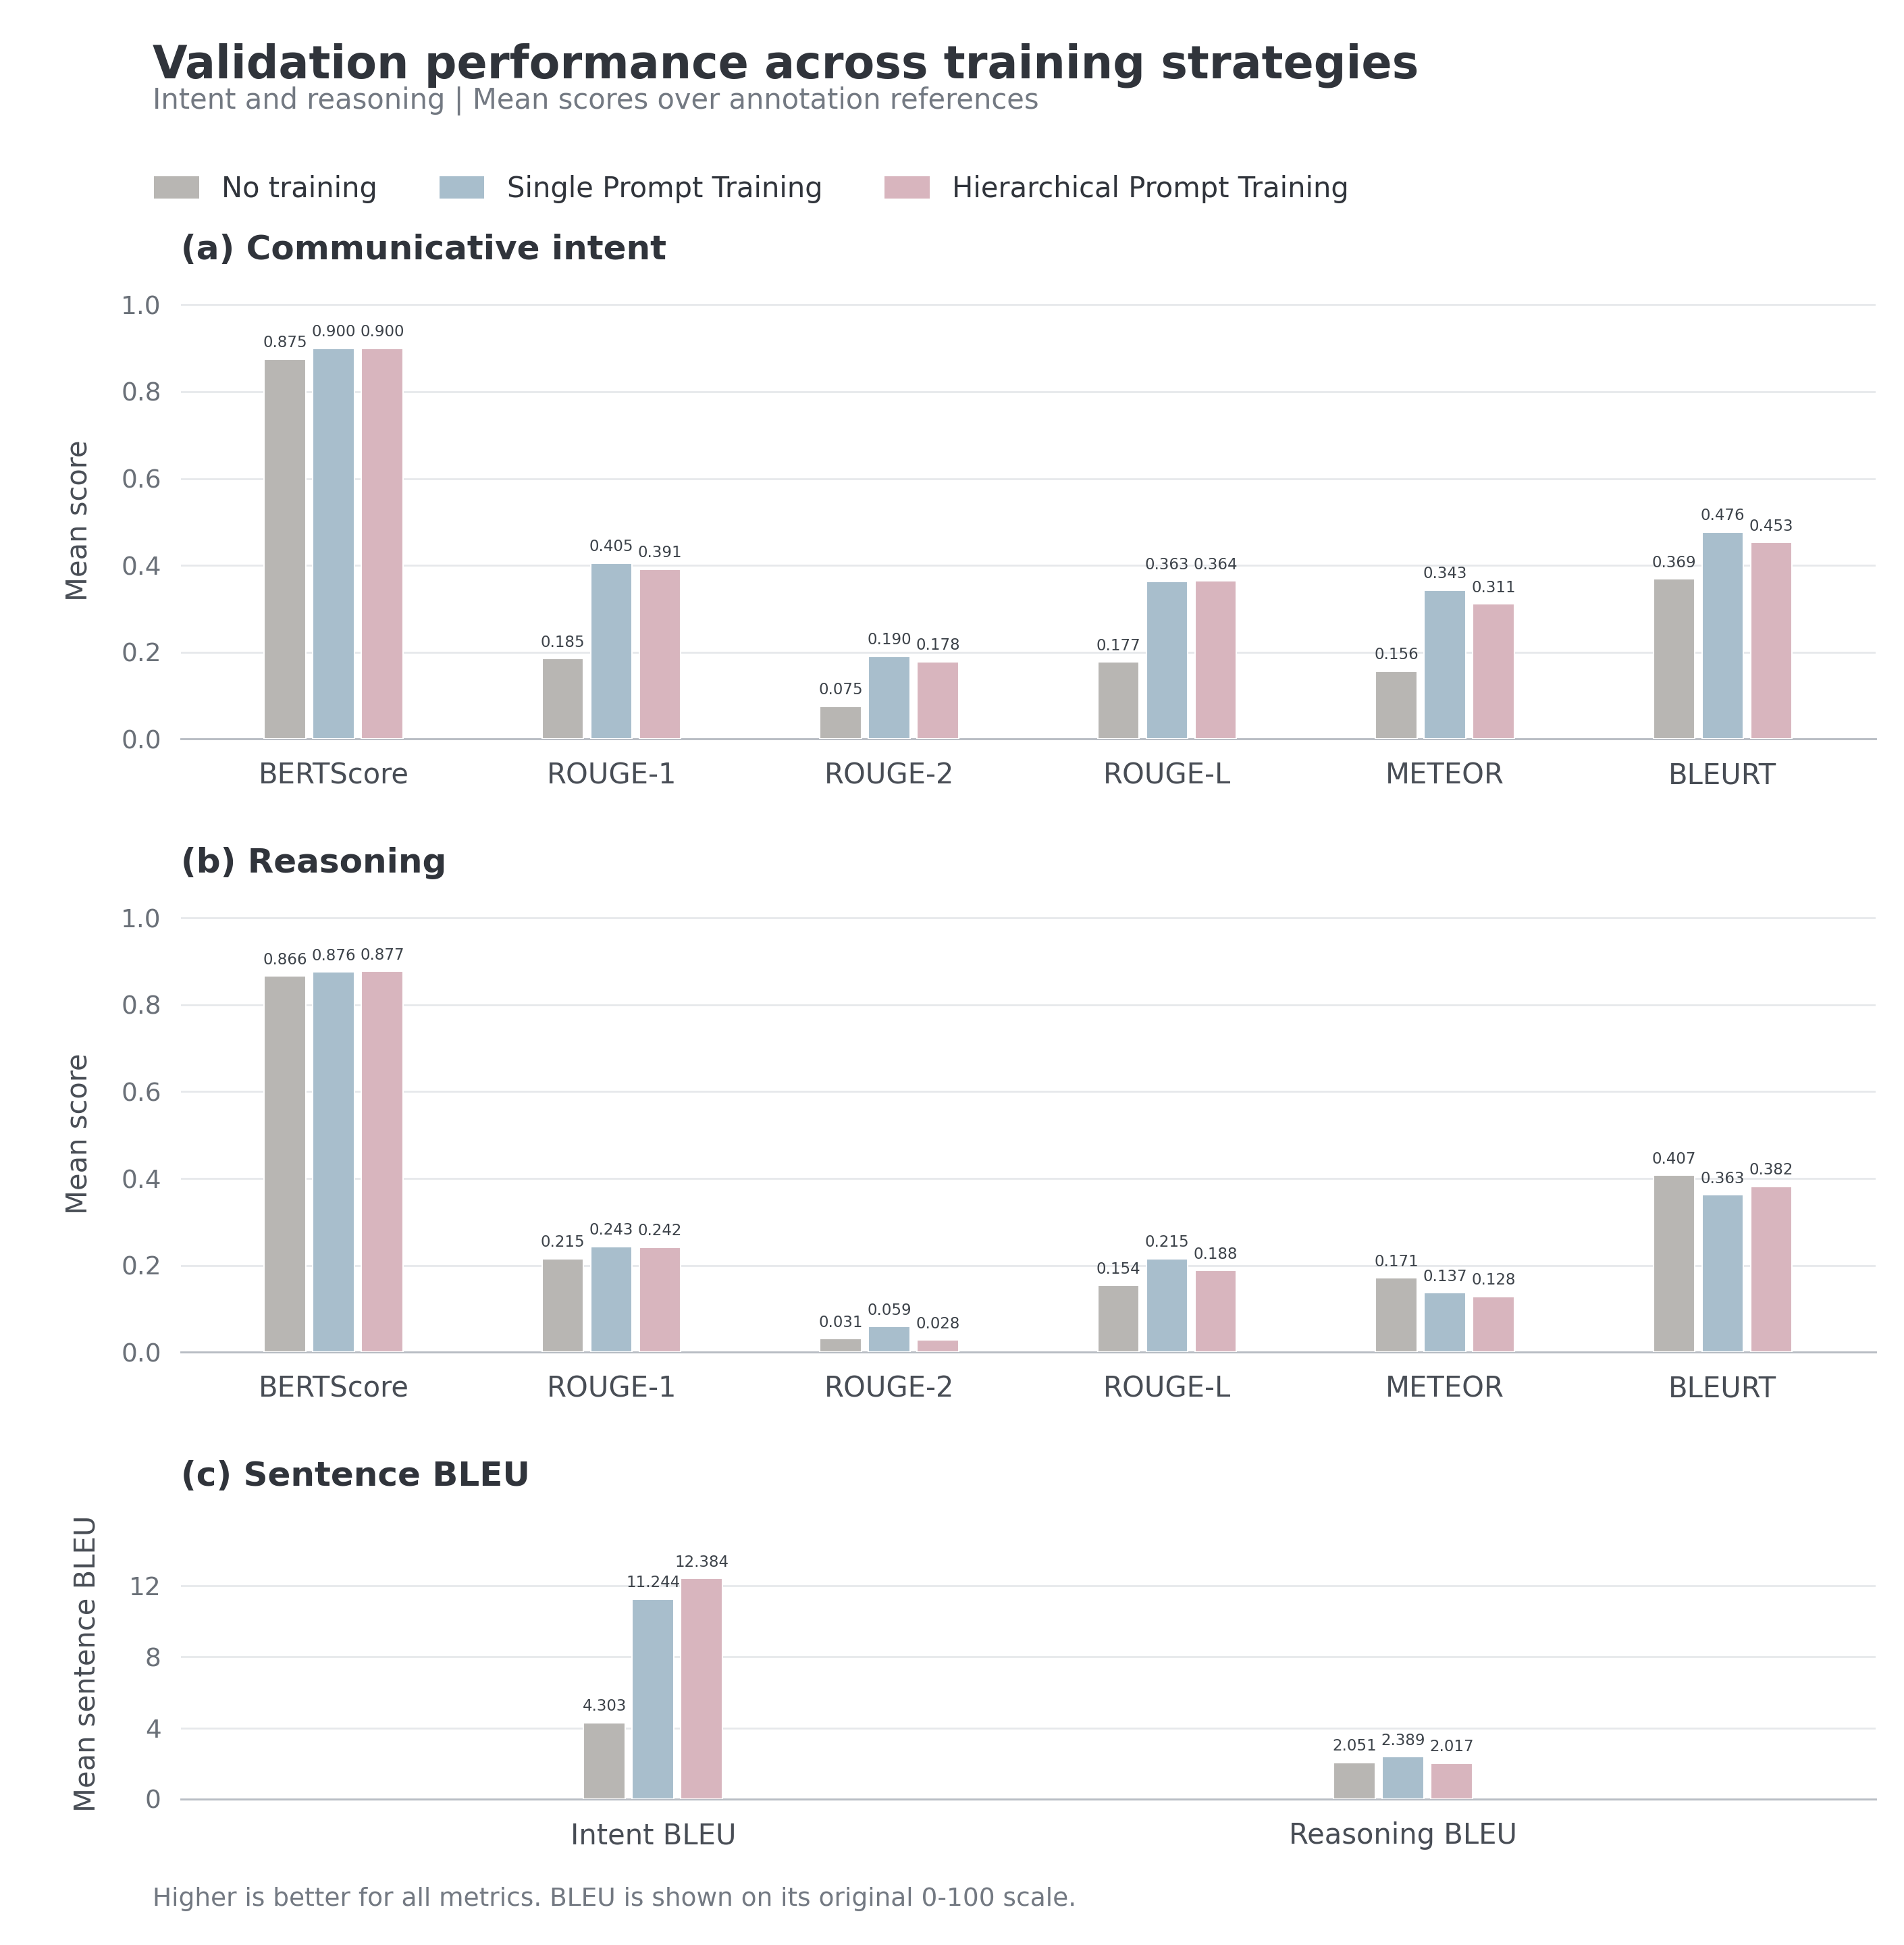 Validation performance across training strategies
Intent and reasoning | Mean scores over annotation references
No training Single Prompt Training Hierarchical Prompt Training
(a) Communicative intent
Mean score
1.0
0.8
0.6
0.4
0.2
0.0
0.875 0.900 0.900
0.185 0.405 0.391
0.075 0.190 0.178
0.177 0.363 0.364
0.156 0.343 0.311
0.369 0.476 0.453
BERTScore ROUGE-1 ROUGE-2 ROUGE-L METEOR BLEURT
(b) Reasoning
Mean score
1.0
0.8
0.6
0.4
0.2
0.0
0.866 0.876 0.877
0.215 0.243 0.242
0.031 0.059 0.028
0.154 0.215 0.188
0.171 0.137 0.128
0.407 0.363 0.382
BERTScore ROUGE-1 ROUGE-2 ROUGE-L METEOR BLEURT
(c) Sentence BLEU
Mean sentence BLEU
12
8
4
0
4.303 11.244 12.384
2.051 2.389 2.017
Intent BLEU Reasoning BLEU
Higher is better for all metrics. BLEU is shown on its original 0-100 scale.